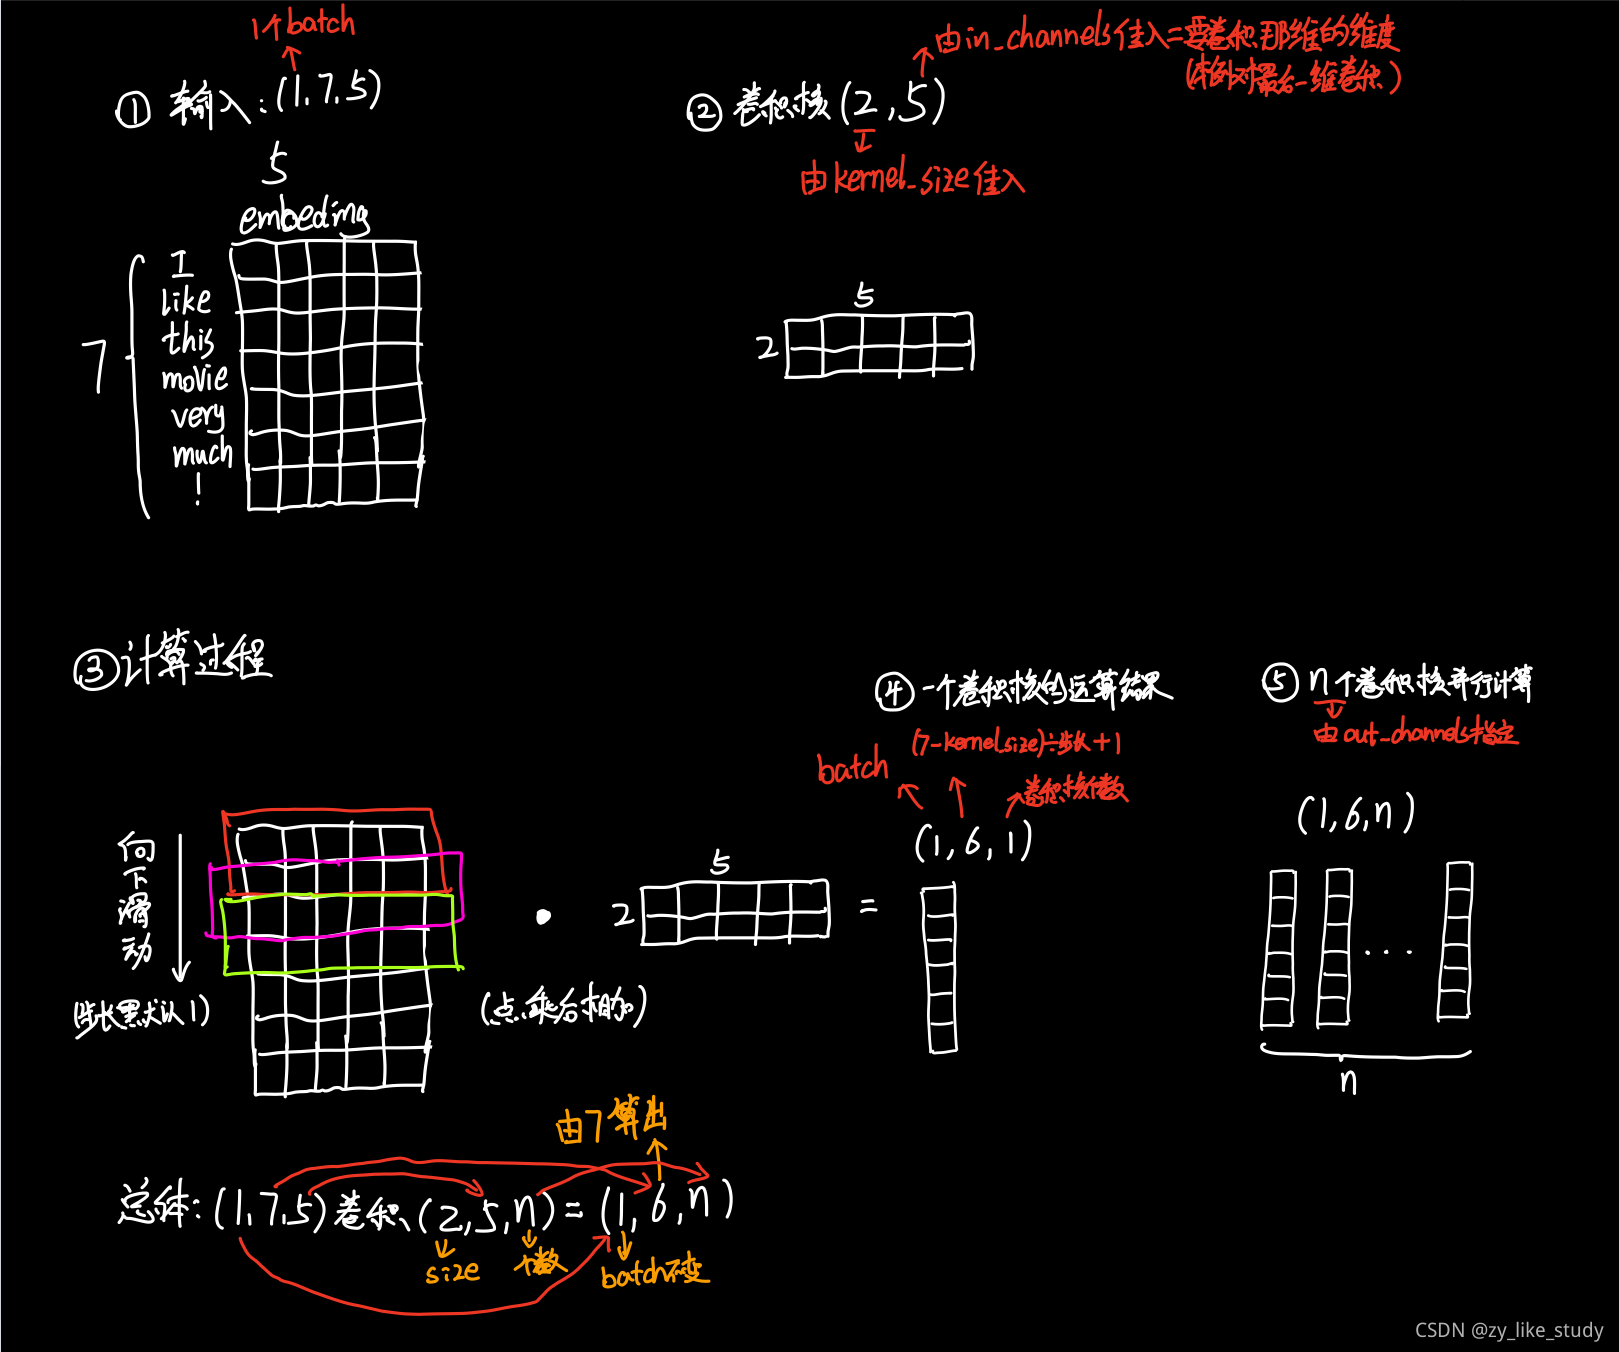 1个batch
① 输入:(1,7,5)
5
embeding
7
I
like
this
movie
very
much
!
② 卷积核(2,5)
由in_channels传入=要卷积那维的维度
(本例对最后一维卷积)
由kernel_size传入
5
2
③计算过程
向下滑动
(步长默认1)
5
2
=
(点乘后相加)
④一个卷积核的运算结果
(7-kernel_size)÷步长+1
batch
卷积核个数
(1,6,1)
⑤ n个卷积核并行计算
由out_channels指定
(1,6,n)
...
n
由7算出
总体:(1,7,5)卷积(2,5,n)=(1,6,n)
size
个数
batch不变
CSDN @zy_like_study